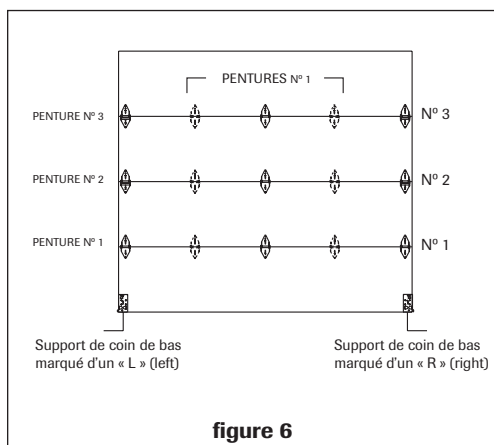 PENTURES Nº 1
PENTURE Nº 3
Nº 3
PENTURE Nº 2
Nº 2
PENTURE Nº 1
Nº 1
Support de coin de bas
marqué d'un « L » (left)
Support de coin de bas
marqué d'un « R » (right)
figure 6